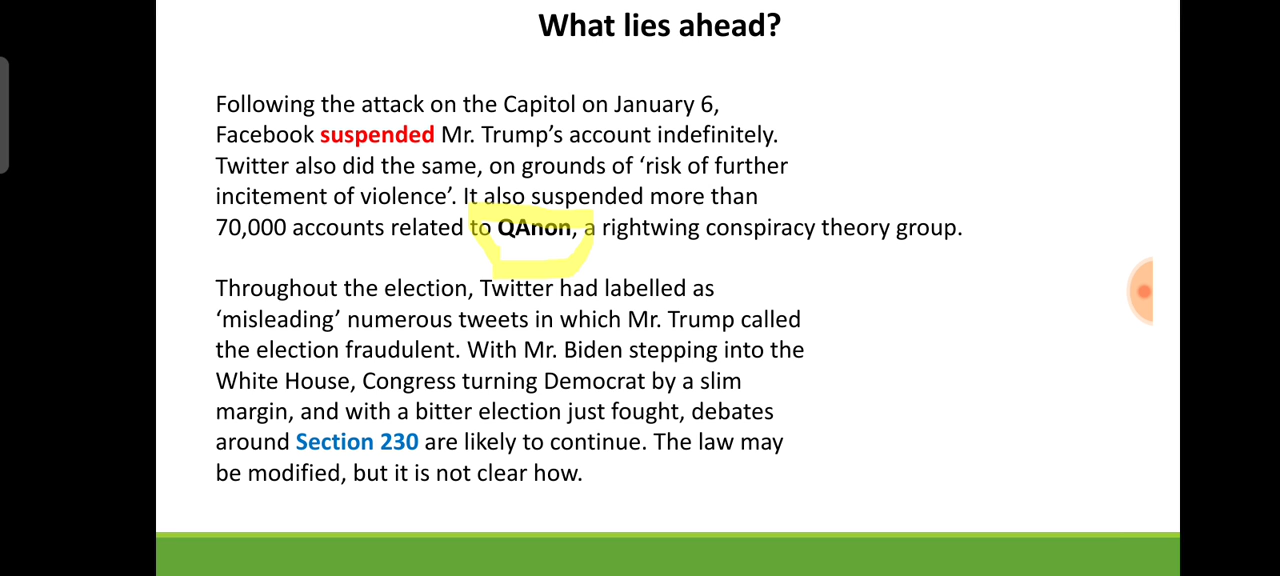 What lies ahead?
Following the attack on the Capitol on January 6,
Facebook suspended Mr. Trump’s account indefinitely.
Twitter also did the same, on grounds of ‘risk of further
incitement of violence’. It also suspended more than
70,000 accounts related to QAnon, a rightwing conspiracy theory group.
Throughout the election, Twitter had labelled as
‘misleading’ numerous tweets in which Mr. Trump called
the election fraudulent. With Mr. Biden stepping into the
White House, Congress turning Democrat by a slim
margin, and with a bitter election just fought, debates
around Section 230 are likely to continue. The law may
be modified, but it is not clear how.